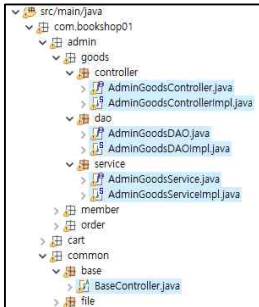 src/main/java
com.bookshop01
admin
goods
controller
AdminGoodsController.java
AdminGoodsControllerImpl.java
dao
AdminGoodsDAO.java
AdminGoodsDAOImpl.java
service
AdminGoodsService.java
AdminGoodsServiceImpl.java
member
order
cart
common
base
BaseController.java
file